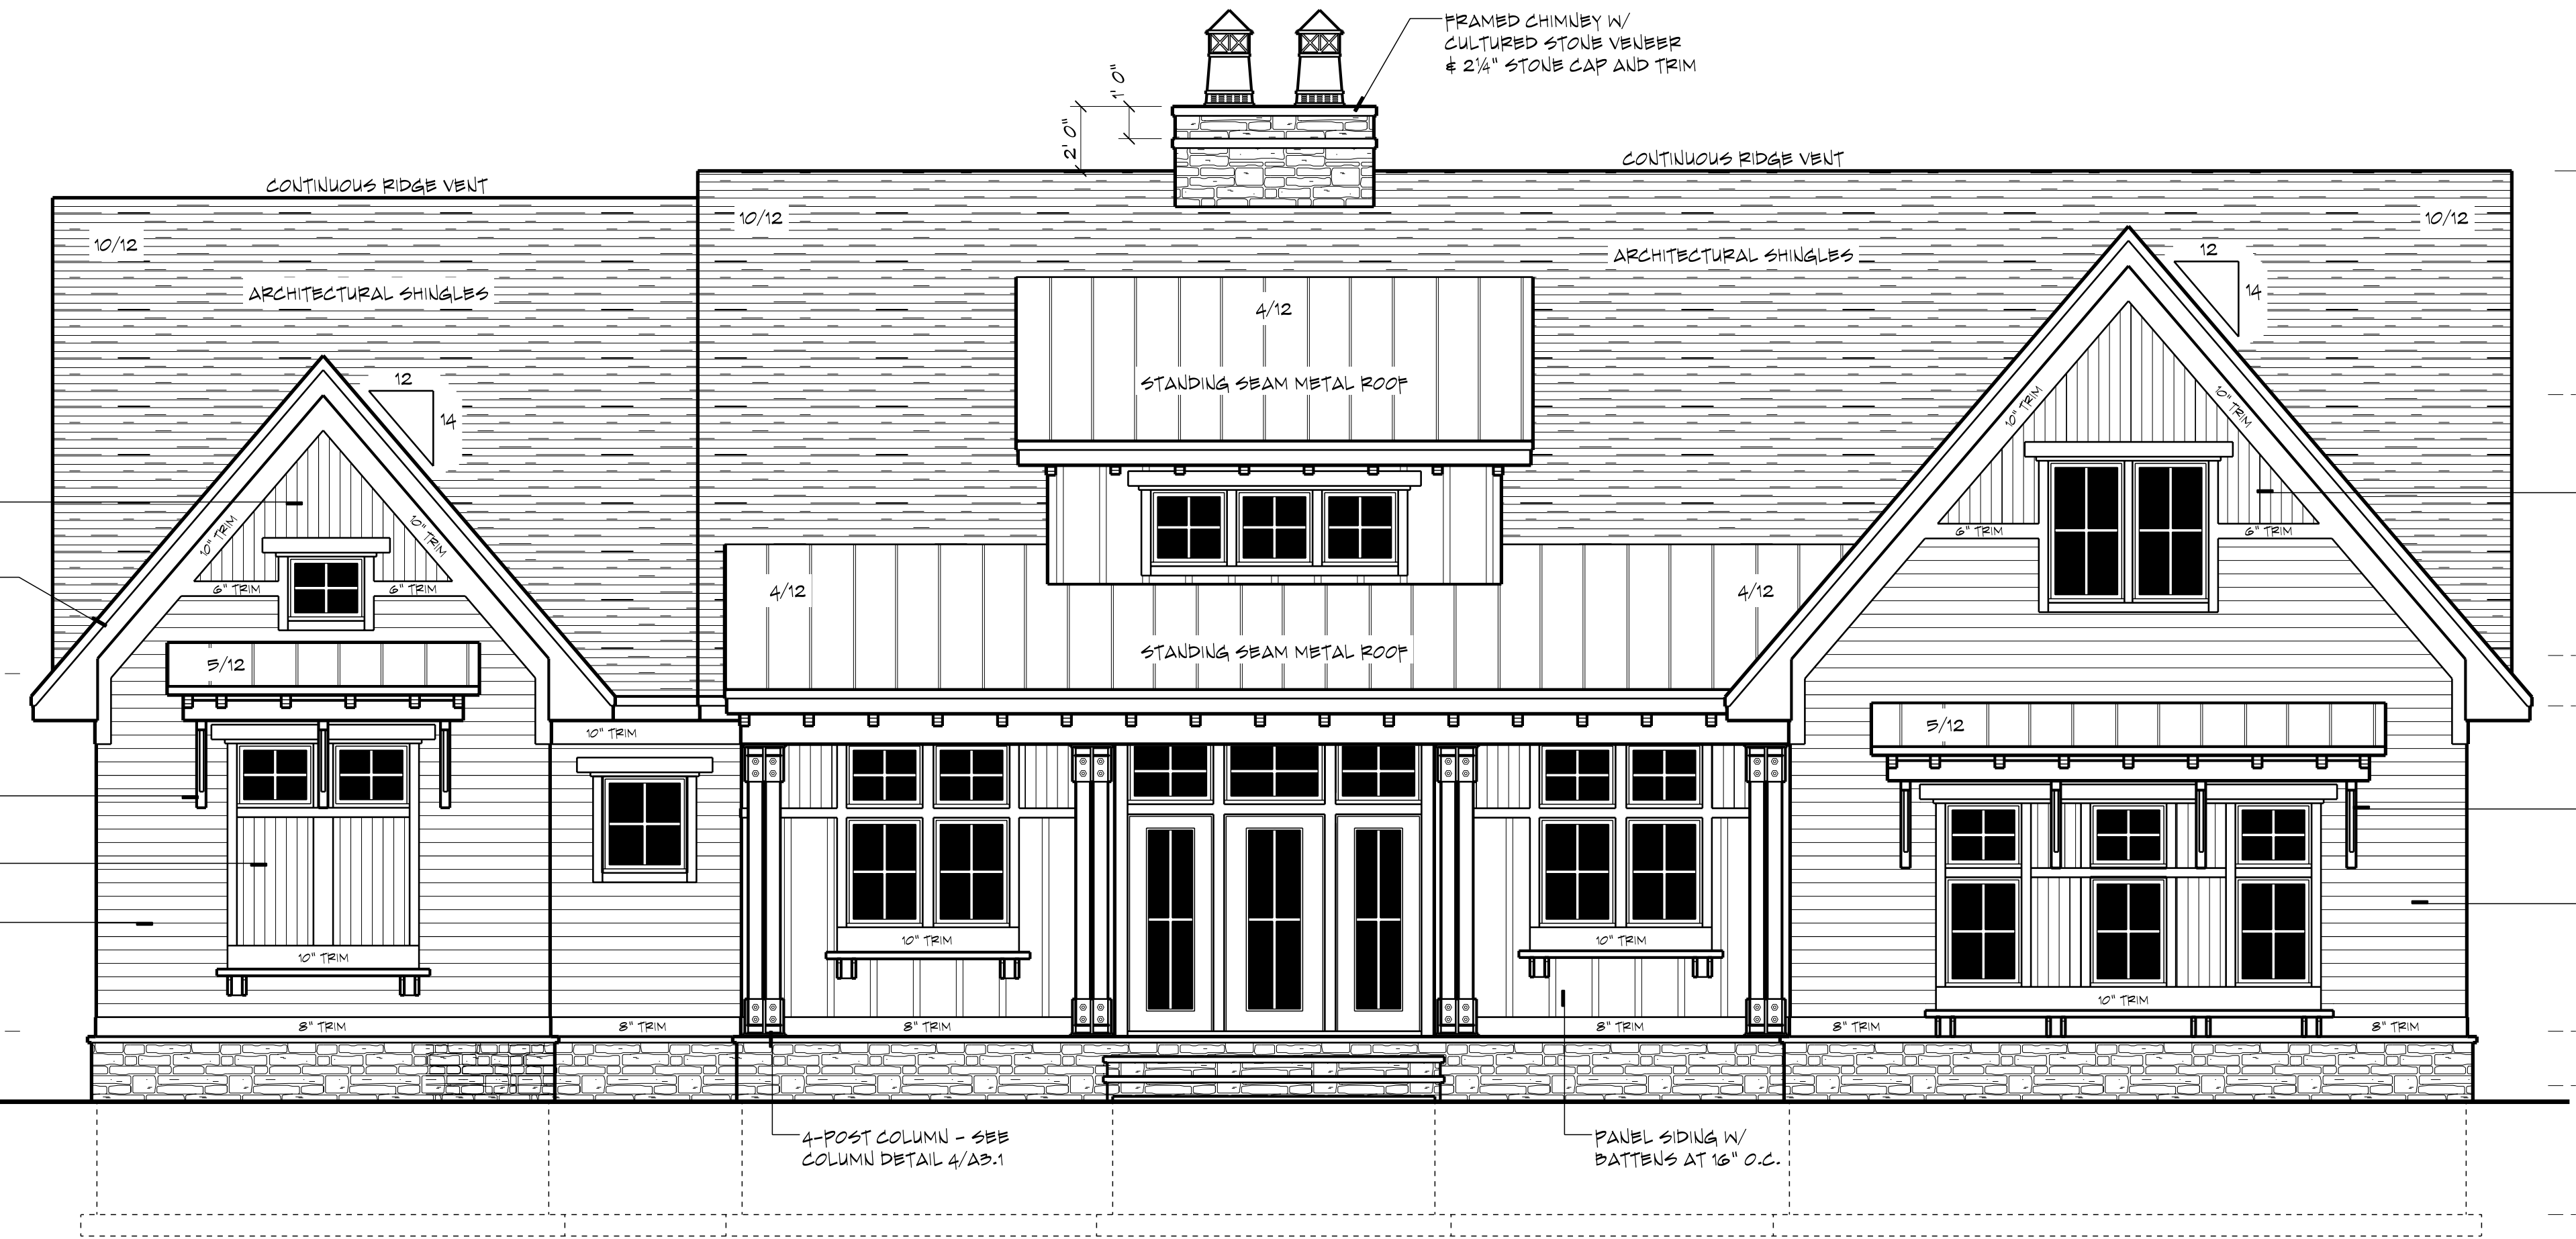 FRAMED CHIMNEY W/
CULTURED STONE VENEER
& 2¼" STONE CAP AND TRIM
1' 0"
2' 0"
CONTINUOUS RIDGE VENT
CONTINUOUS RIDGE VENT
10/12
10/12
10/12
ARCHITECTURAL SHINGLES
ARCHITECTURAL SHINGLES
12
14
4/12
STANDING SEAM METAL ROOF
12
14
10" TRIM
10" TRIM
10" TRIM
10" TRIM
6" TRIM
6" TRIM
6" TRIM
6" TRIM
4/12
4/12
STANDING SEAM METAL ROOF
5/12
5/12
10" TRIM
10" TRIM
10" TRIM
10" TRIM
10" TRIM
8" TRIM
8" TRIM
8" TRIM
8" TRIM
8" TRIM
8" TRIM
4-POST COLUMN - SEE
COLUMN DETAIL 4/A3.1
PANEL SIDING W/
BATTENS AT 16" O.C.